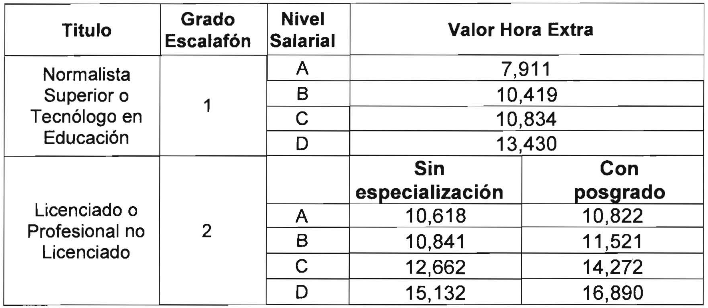 Titulo Grado Escalafón Nivel Salarial Valor Hora Extra
Normalista Superior o Tecnólogo en Educación 1 A 7,911
B 10,419
C 10,834
D 13,430
Licenciado o Profesional no Licenciado 2 Sin especialización Con posgrado
A 10,618 10,822
B 10,841 11,521
C 12,662 14,272
D 15,132 16,890